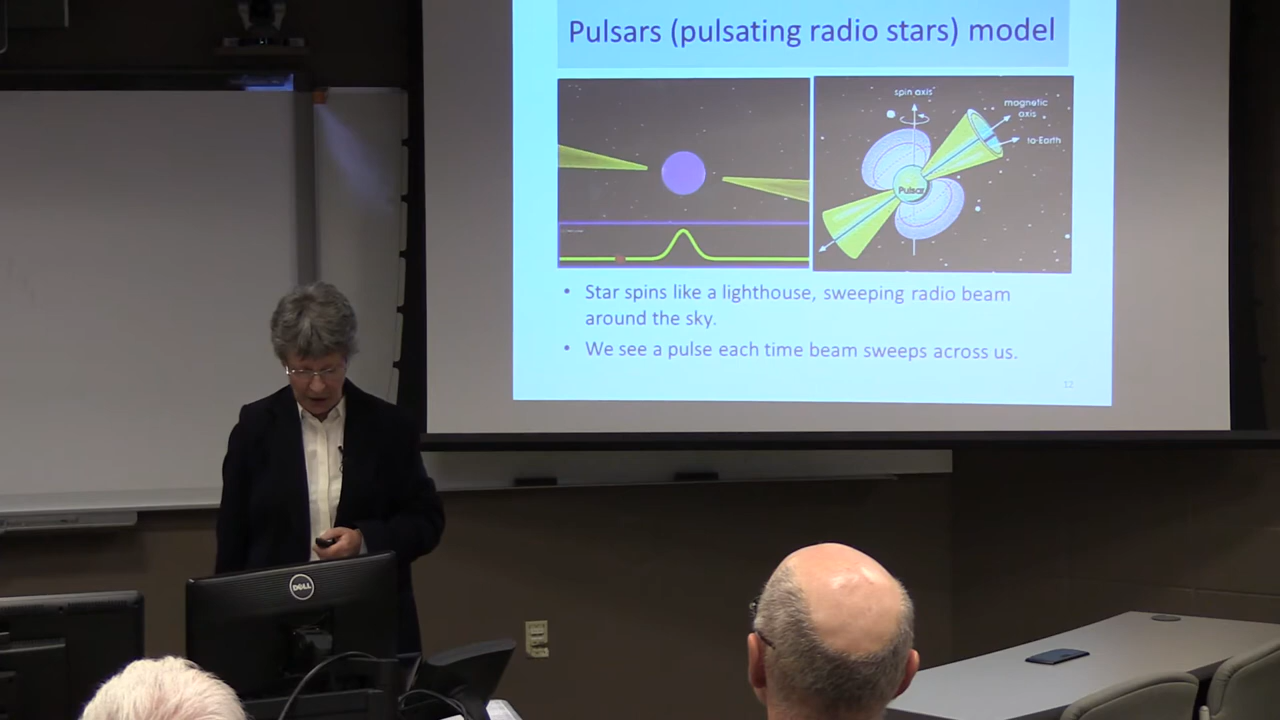 Pulsars (pulsating radio stars) model
spin axis
magnetic
axis
to Earth
Pulsar
• Star spins like a lighthouse, sweeping radio beam
around the sky.
• We see a pulse each time beam sweeps across us.
12
DELL